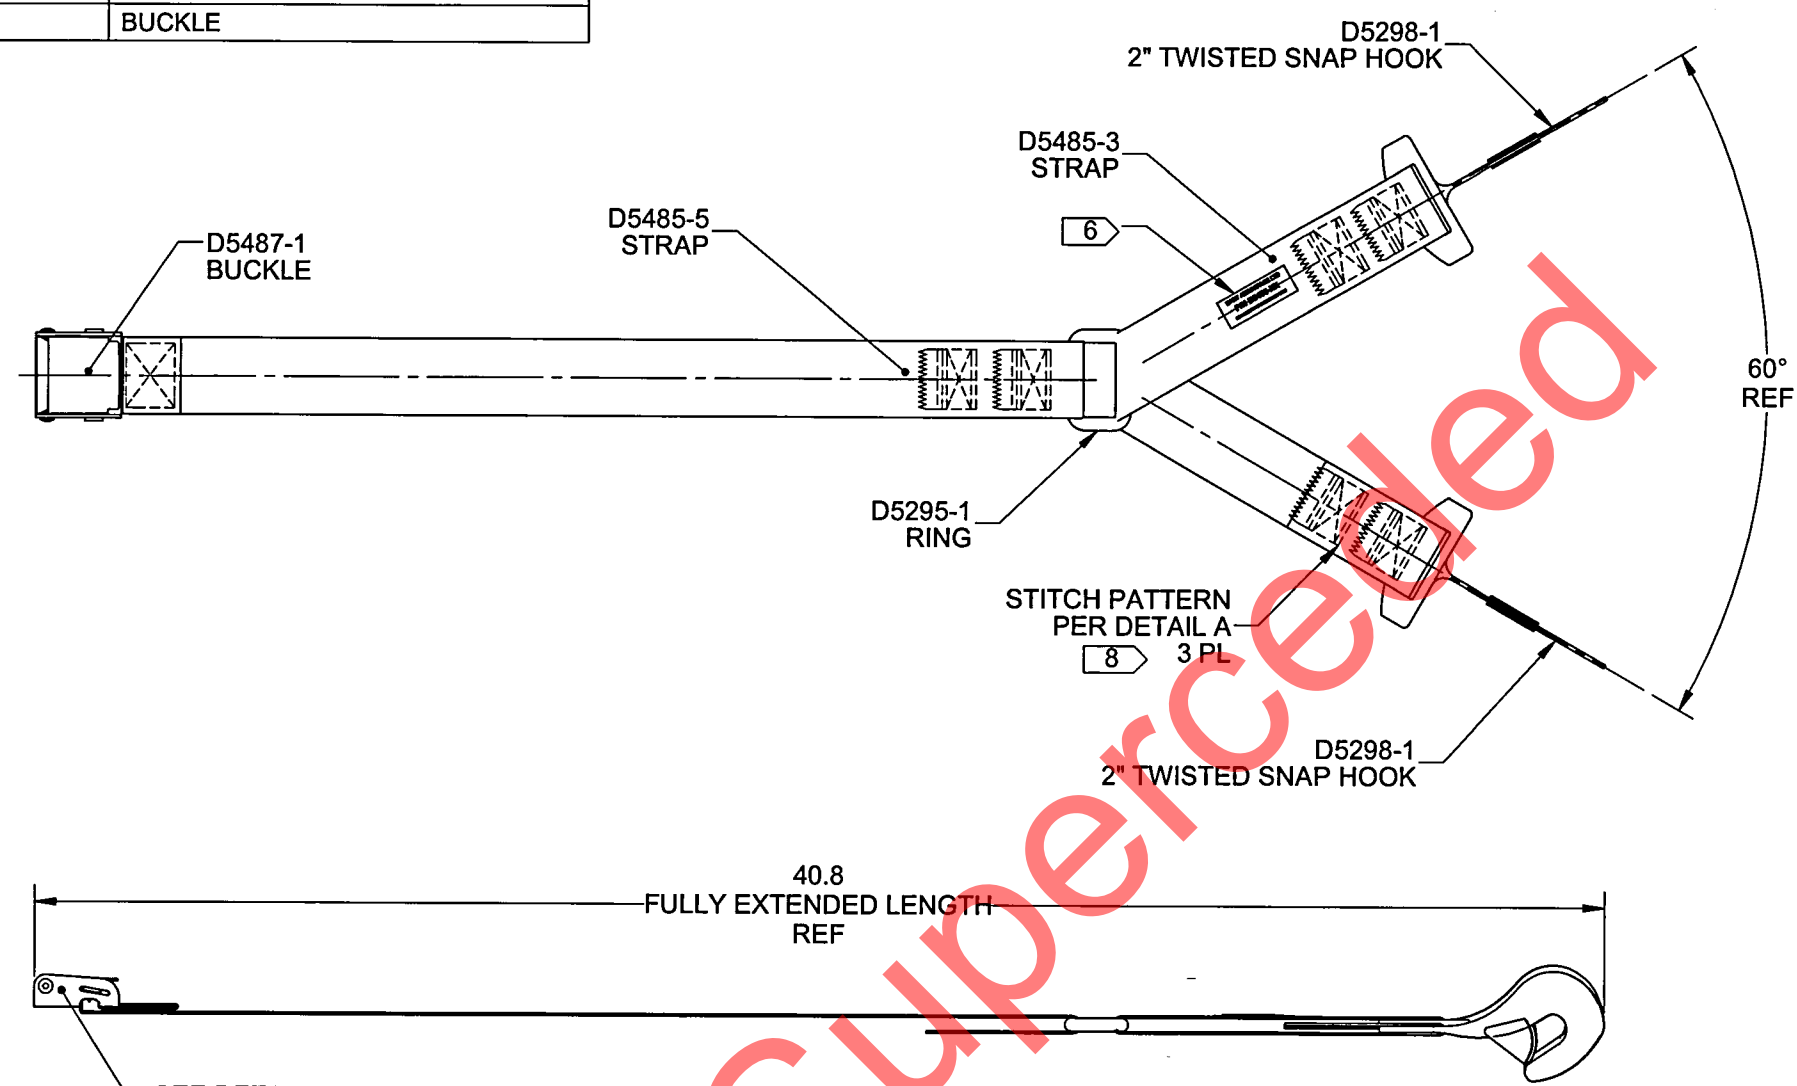 BUCKLE
D5298-1
2" TWISTED SNAP HOOK
D5485-3
STRAP
6
D5485-5
STRAP
D5487-1
BUCKLE
60°
REF
D5295-1
RING
STITCH PATTERN
PER DETAIL A
8 3 PL
D5298-1
2" TWISTED SNAP HOOK
40.8
FULLY EXTENDED LENGTH
REF
Superceded